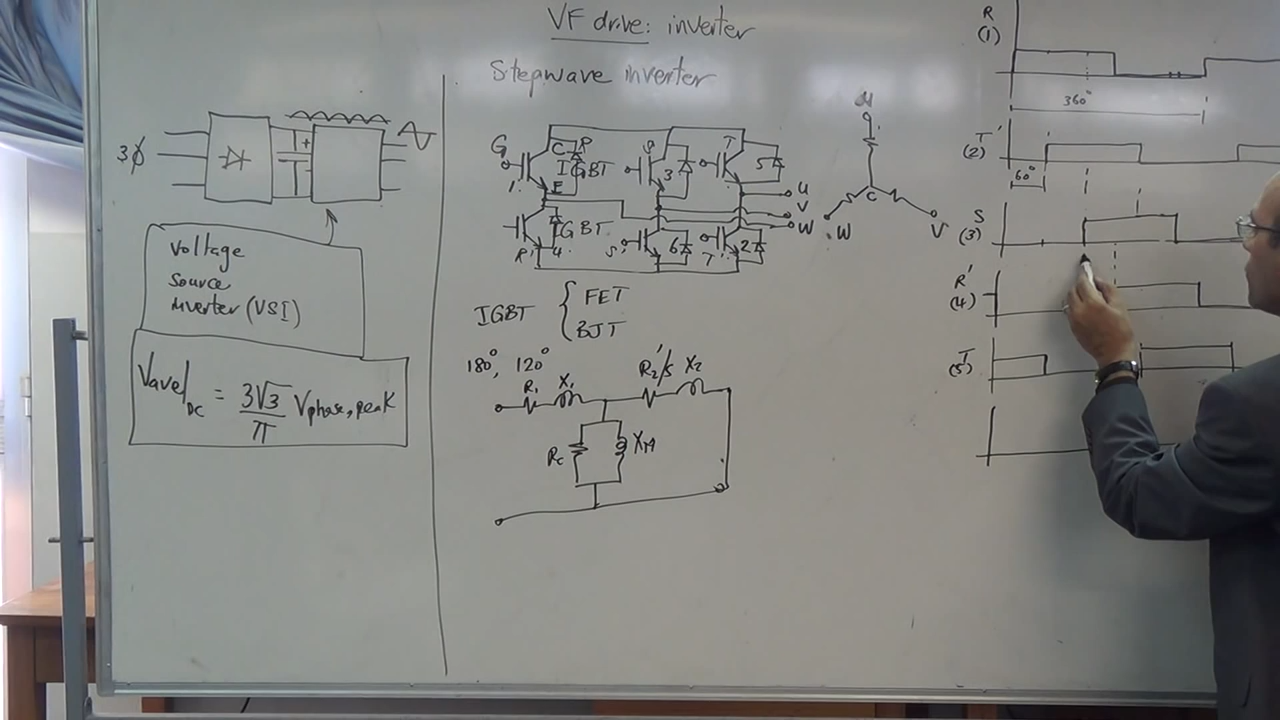 VF drive: inverter
Stepwave inverter
3φ
+
Voltage
Source
Inverter (VSI)
Vave|DC = 3√3/π Vphase, peak
G
C
R
IGBT
1
E
S
3
T
5
U
V
W
IGBT
R'
4
S'
6
T'
2
U
C
W
V
IGBT { FET
BJT
180°, 120°
R1
X1
R2'/s
X2
Rc
XM
R
(1)
360°
T'
(2)
60°
S
(3)
R'
(4)
T
(5)